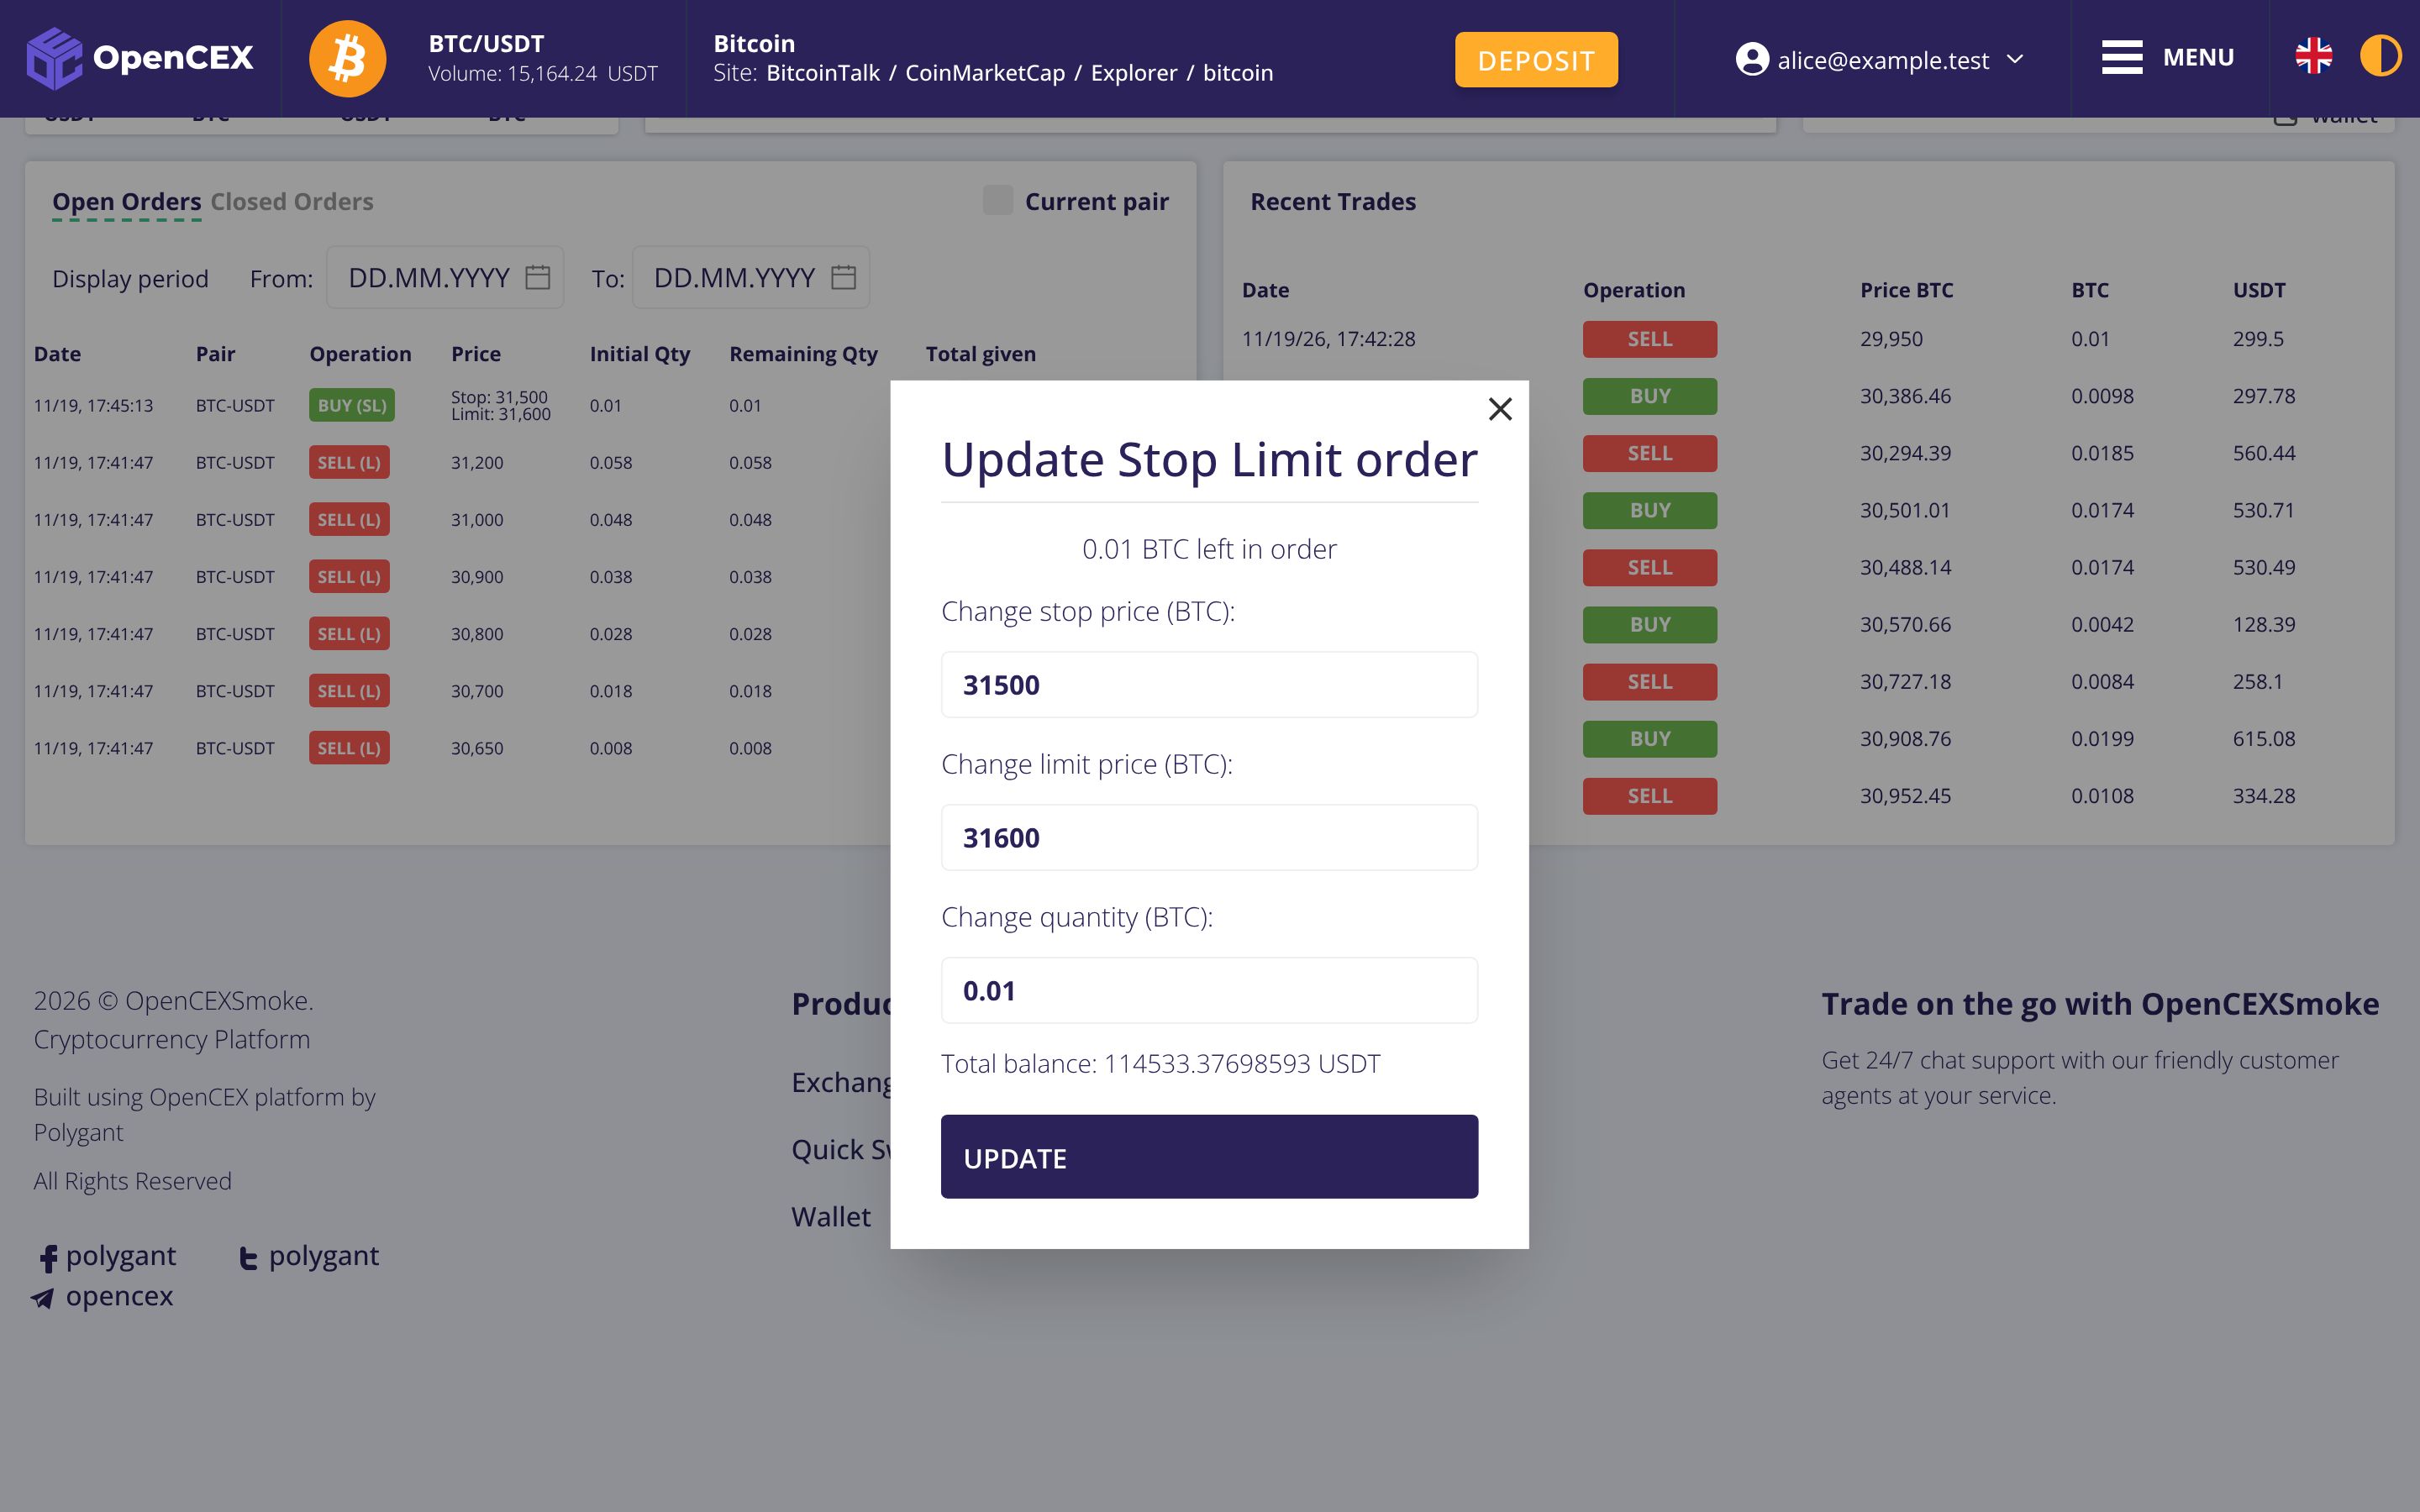 OpenCEX
BTC/USDT
Volume: 15,164.24 USDT
Bitcoin
Site: BitcoinTalk / CoinMarketCap / Explorer / bitcoin
DEPOSIT
alice@example.test
MENU
USDT BTC USDT BTC
Wallet
Open Orders Closed Orders
Current pair
Display period From: DD.MM.YYYY To: DD.MM.YYYY
Date Pair Operation Price Initial Qty Remaining Qty Total given
11/19, 17:45:13 BTC-USDT BUY (SL) Stop: 31,500 0.01 0.01
Limit: 31,600
11/19, 17:41:47 BTC-USDT SELL (L) 31,200 0.058 0.058
11/19, 17:41:47 BTC-USDT SELL (L) 31,000 0.048 0.048
11/19, 17:41:47 BTC-USDT SELL (L) 30,900 0.038 0.038
11/19, 17:41:47 BTC-USDT SELL (L) 30,800 0.028 0.028
11/19, 17:41:47 BTC-USDT SELL (L) 30,700 0.018 0.018
11/19, 17:41:47 BTC-USDT SELL (L) 30,650 0.008 0.008
Recent Trades
Date Operation Price BTC BTC USDT
11/19/26, 17:42:28 SELL 29,950 0.01 299.5
BUY 30,386.46 0.0098 297.78
SELL 30,294.39 0.0185 560.44
BUY 30,501.01 0.0174 530.71
SELL 30,488.14 0.0174 530.49
BUY 30,570.66 0.0042 128.39
SELL 30,727.18 0.0084 258.1
BUY 30,908.76 0.0199 615.08
SELL 30,952.45 0.0108 334.28
Update Stop Limit order
0.01 BTC left in order
Change stop price (BTC):
31500
Change limit price (BTC):
31600
Change quantity (BTC):
0.01
Total balance: 114533.37698593 USDT
UPDATE
2026 © OpenCEXSmoke.
Cryptocurrency Platform
Built using OpenCEX platform by
Polygant
All Rights Reserved
polygant polygant
opencex
Wallet
Trade on the go with OpenCEXSmoke
Get 24/7 chat support with our friendly customer
agents at your service.